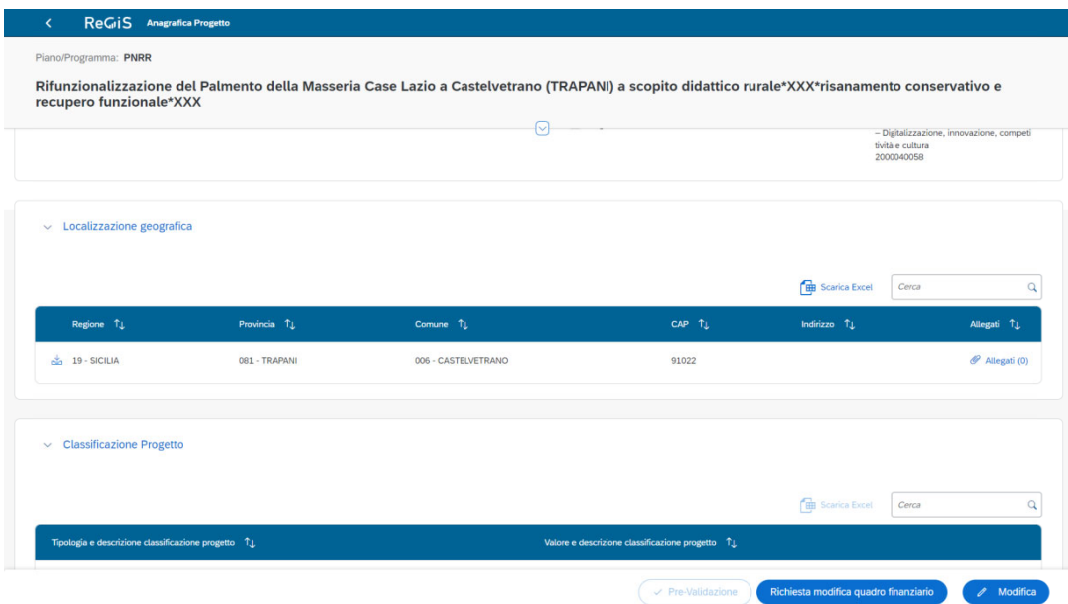 ReGiS Anagrafica Progetto
Piano/Programma: PNRR
Rifunzionalizzazione del Palmento della Masseria Case Lazio a Castelvetrano (TRAPANI) a scopito didattico rurale*XXX*risanamento conservativo e
recupero funzionale*XXX
– Digitalizzazione, innovazione, competi
tività e cultura
2000040058
Localizzazione geografica
Scarica Excel Cerca
Regione Provincia Comune CAP Indirizzo Allegati
19 - SICILIA 081 - TRAPANI 006 - CASTELVETRANO 91022 Allegati (0)
Classificazione Progetto
Scarica Excel Cerca
Tipologia e descrizione classificazione progetto Valore e descrizone classificazione progetto
Pre-Validazione Richiesta modifica quadro finanziario Modifica